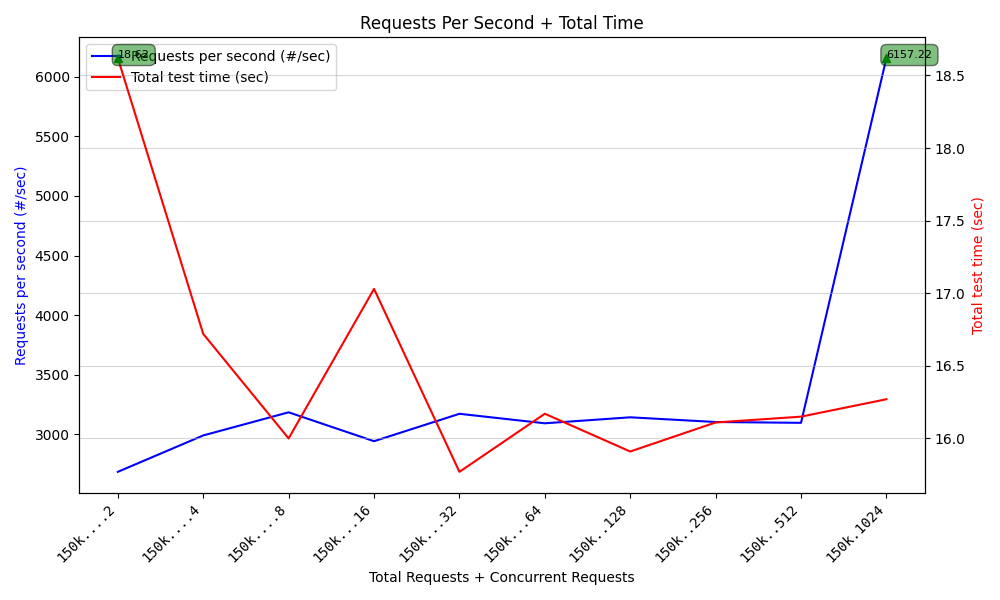 Requests Per Second + Total Time
18.62
6157.22
Requests per second (#/sec)
Total test time (sec)
6000
5500
5000
4500
4000
3500
3000
Requests per second (#/sec)
18.5
18.0
17.5
17.0
16.5
16.0
Total test time (sec)
150k....2
150k....4
150k....8
150k...16
150k...32
150k...64
150k..128
150k..256
150k..512
150k.1024
Total Requests + Concurrent Requests